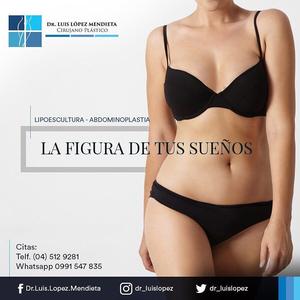 DR. LUIS LÓPEZ MENDIETA
CIRUJANO PLÁSTICO
LIPOESCULTURA - ABDOMINOPLASTIA
LA FIGURA DE TUS SUEÑOS
Citas:
Telf. (04) 512 9281
Whatsapp 0991 547 835
Dr.Luis.Lopez.Mendieta
dr_luislopez
dr_luislopez